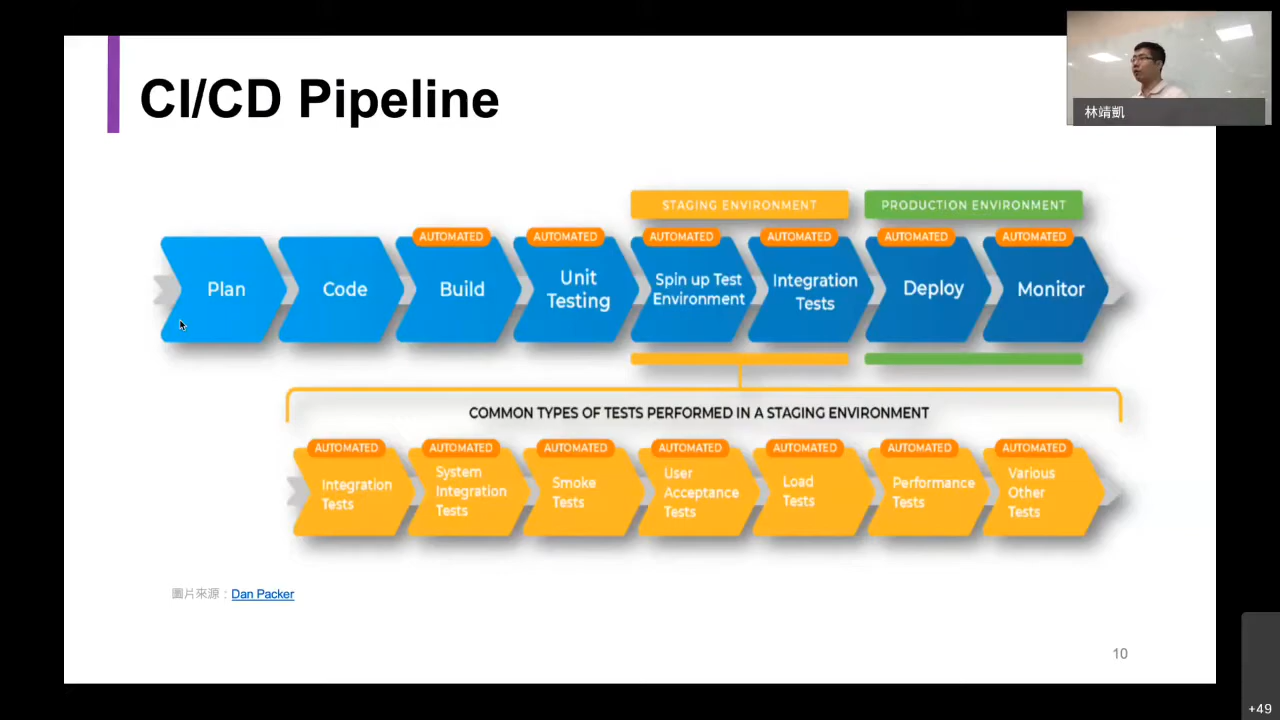 CI/CD Pipeline
林靖凱
STAGING ENVIRONMENT
PRODUCTION ENVIRONMENT
AUTOMATED
AUTOMATED
AUTOMATED
AUTOMATED
AUTOMATED
AUTOMATED
Plan
Code
Build
Unit
Testing
Spin up Test
Environment
Integration
Tests
Deploy
Monitor
COMMON TYPES OF TESTS PERFORMED IN A STAGING ENVIRONMENT
AUTOMATED
AUTOMATED
AUTOMATED
AUTOMATED
AUTOMATED
AUTOMATED
AUTOMATED
Integration
Tests
System
Integration
Tests
Smoke
Tests
User
Acceptance
Tests
Load
Tests
Performance
Tests
Various
Other
Tests
圖片來源：Dan Packer
10
+49